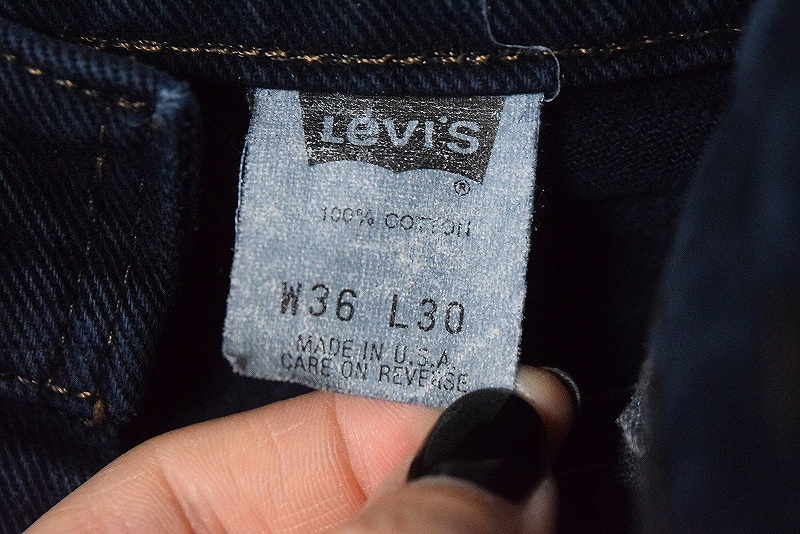 Levi's
®
100% COTTON
W36 L30
MADE IN U.S.A.
CARE ON REVERSE